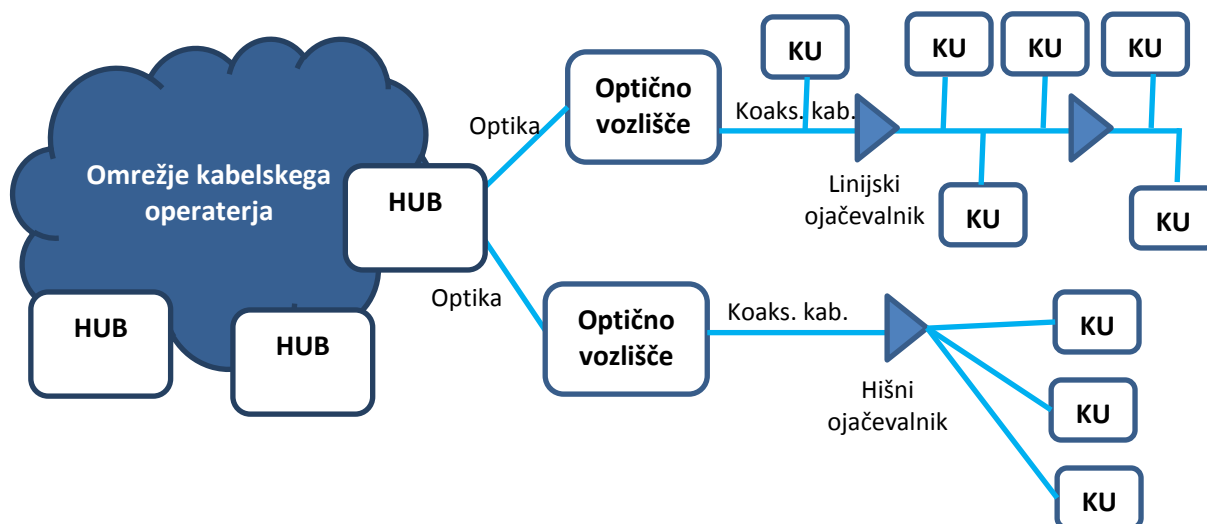 Omrežje kabelskega
operaterja
HUB
HUB
HUB
Optika
Optika
Optično
vozlišče
Koaks. kab.
KU
KU
KU
KU
Linijski
ojačevalnik
KU
KU
Optično
vozlišče
Koaks. kab.
Hišni
ojačevalnik
KU
KU
KU